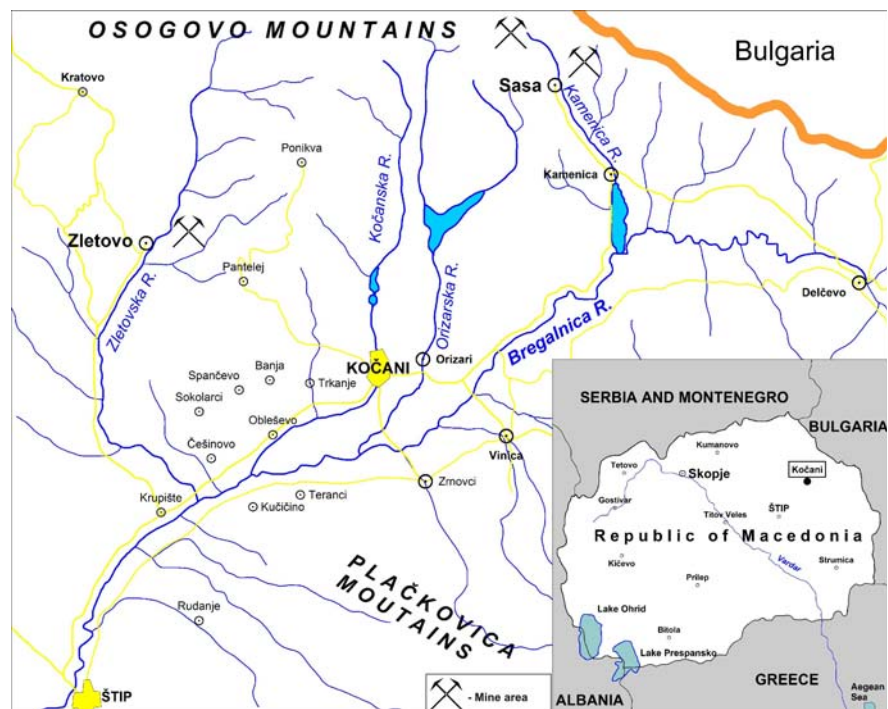 OSOGOVO MOUNTAINS
Bulgaria
Kratovo
Sasa
Kamenica R.
Ponikva
Kočanska R.
Kamenica
Zletovo
Pantelej
Zletovska R.
Orizarska R.
Delčevo
Bregalnica R.
KOČANI
Orizari
Banja
Spančevo
Trkanje
Sokolarci
Obleševo
Češinovo
Vinica
Zrnovci
Teranci
Kučičino
Krupište
PLAČKOVICA
MOUTAINS
Rudanje
ŠTIP
- Mine area
SERBIA AND MONTENEGRO
BULGARIA
Kumanovo
Tetovo
Skopje
Kočani
Gostivar
Titov Veles
ŠTIP
Republic of Macedonia
Kičevo
Vardar
Strumica
Prilep
Lake Ohrid
Bitola
Lake Prespansko
GREECE
ALBANIA
Aegean
Sea